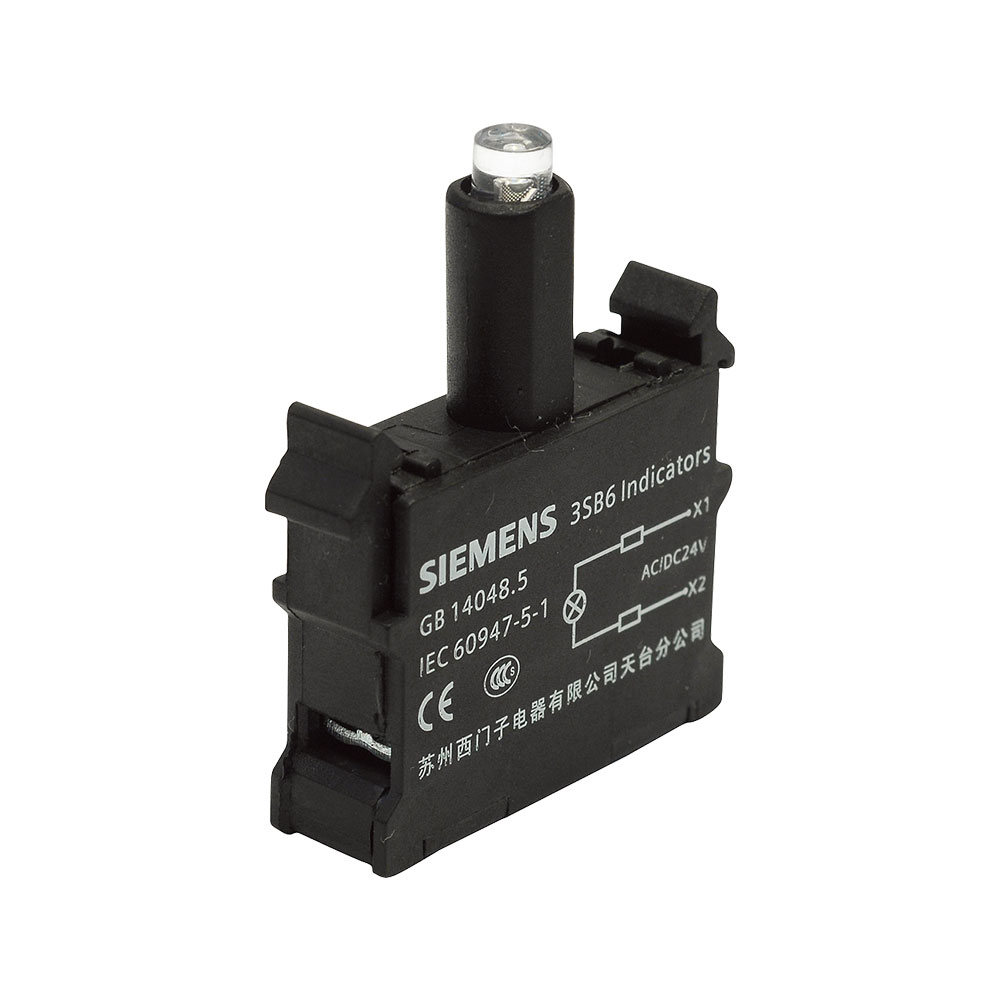 SIEMENS 3SB6 Indicators
GB 14048.5
IEC 60947-5-1
X1
AC/DC24V
X2
CE CCC S
苏州西门子电器有限公司天台分公司